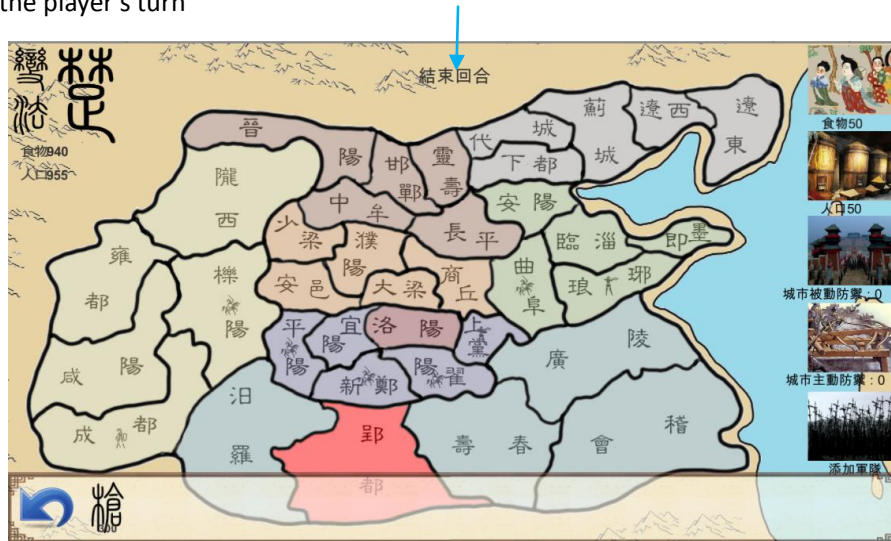 the player's turn
變法
楚
食物940
人口955
結束回合
食物50
人口50
城市被動防禦：0
城市主動防禦：0
添加軍隊
晉陽
邯鄲
靈壽
代城
下都
薊城
遼西
遼東
隴西
中牟
安陽
少梁
濮陽
長平
臨淄
即墨
雍都
櫟陽
安邑
大梁
商丘
曲阜
琅琊
咸陽
平陽
宜陽
洛陽
上黨
廣陵
新鄭
陽翟
成都
汨羅
郢都
壽春
會稽
槍